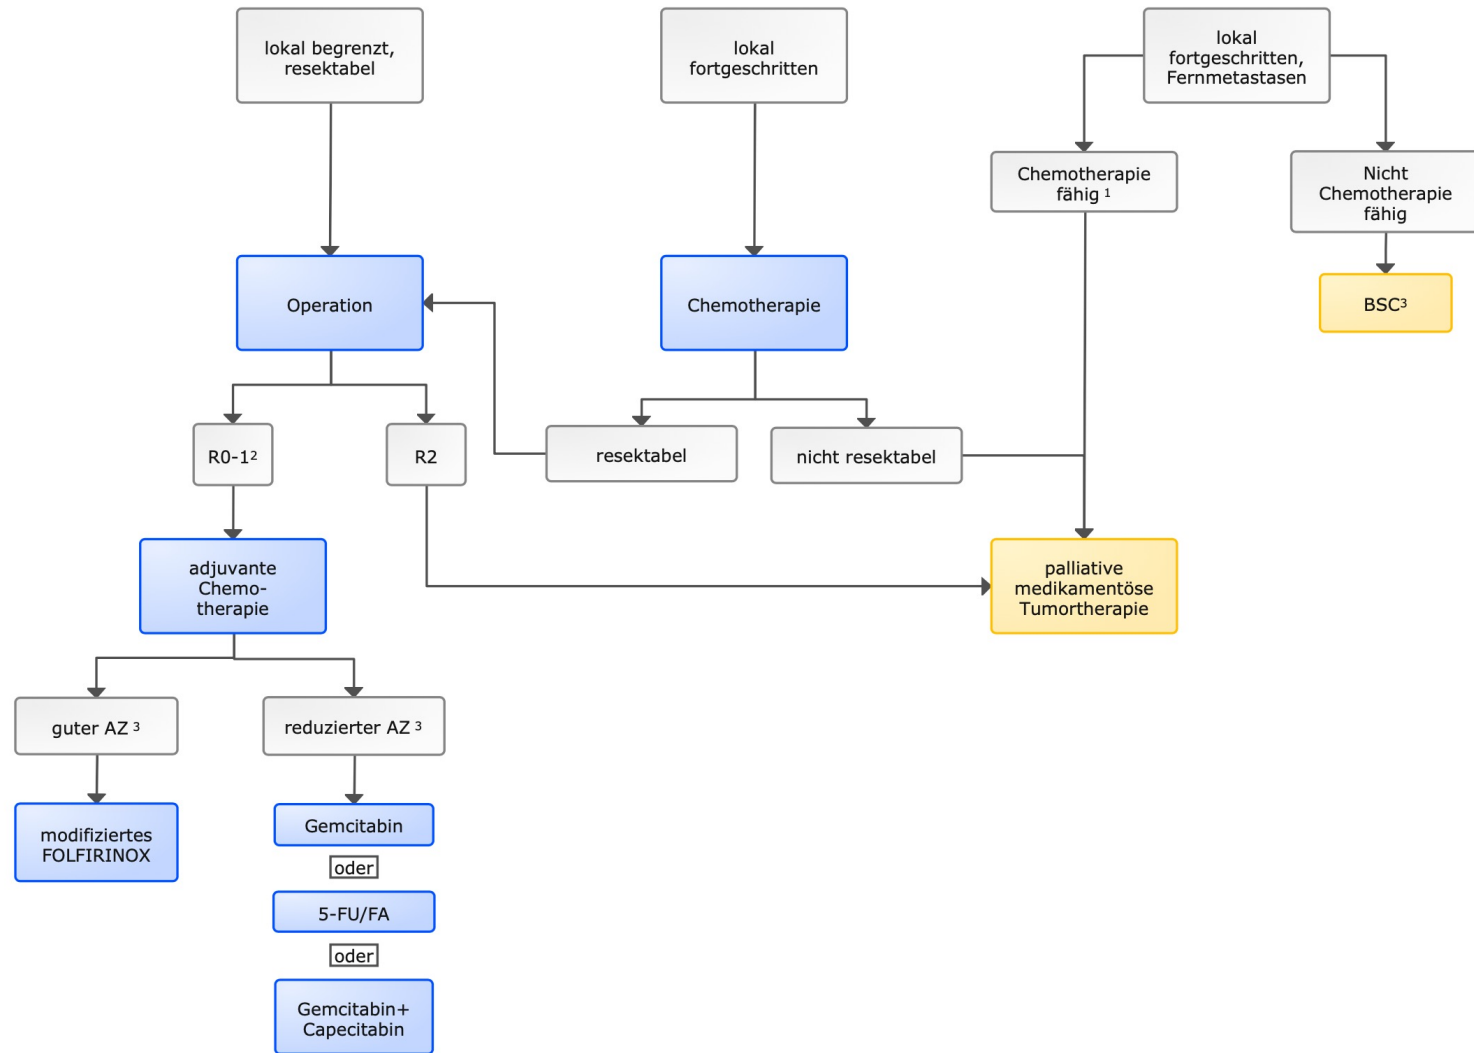 lokal begrenzt,
resektabel
lokal
fortgeschritten
lokal
fortgeschritten,
Fernmetastasen
Chemotherapie
fähig ¹
Nicht
Chemotherapie
fähig
Operation
Chemotherapie
BSC³
R0-1²
R2
resektabel
nicht resektabel
adjuvante
Chemo-
therapie
palliative
medikamentöse
Tumortherapie
guter AZ ³
reduzierter AZ ³
modifiziertes
FOLFIRINOX
Gemcitabin
oder
5-FU/FA
oder
Gemcitabin+
Capecitabin